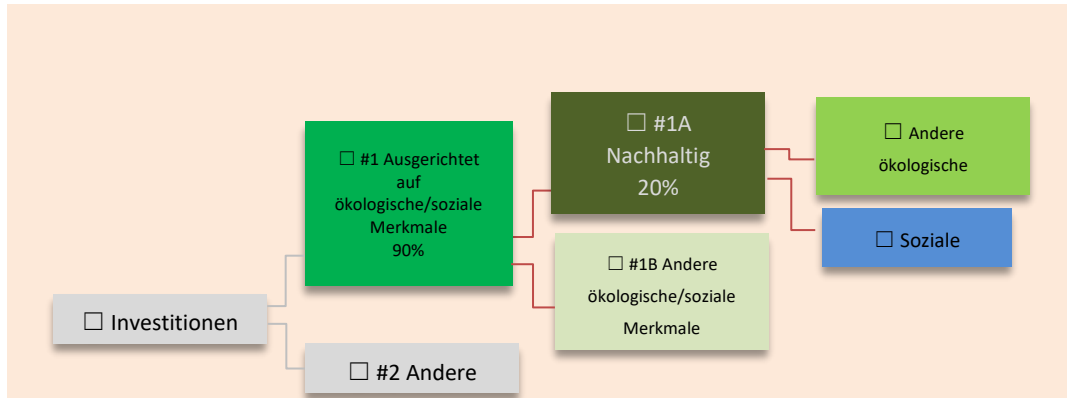 ☐ Investitionen
☐ #1 Ausgerichtet
auf
ökologische/soziale
Merkmale
90%
☐ #2 Andere
☐ #1A
Nachhaltig
20%
☐ #1B Andere
ökologische/soziale
Merkmale
☐ Andere
ökologische
☐ Soziale